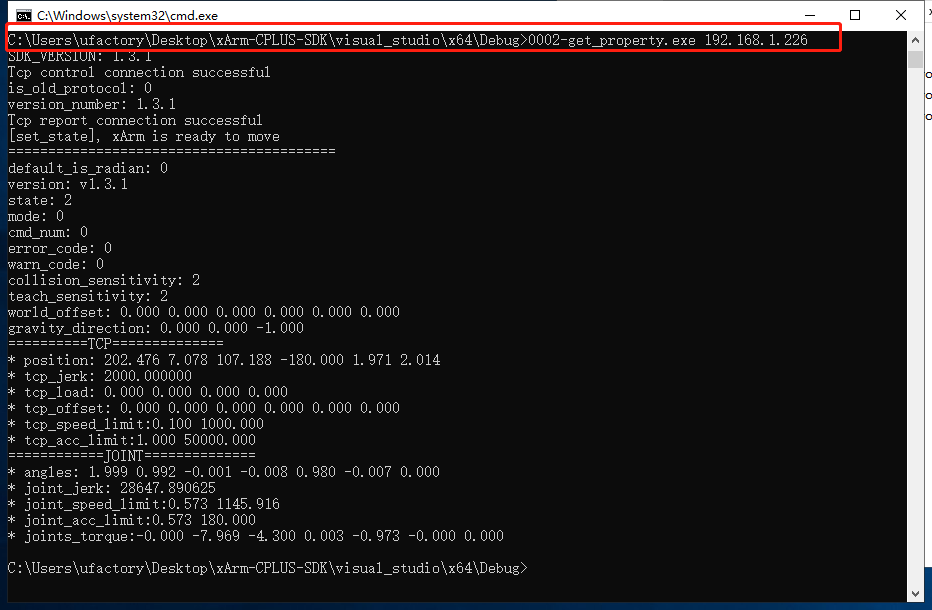 C:\Windows\system32\cmd.exe
C:\Users\ufactory\Desktop\xArm-CPLUS-SDK\visual_studio\x64\Debug>0002-get_property.exe 192.168.1.226
SDK_VERSION: 1.3.1
Tcp control connection successful
is_old_protocol: 0
version_number: 1.3.1
Tcp report connection successful
[set_state], xArm is ready to move
=========================================
default_is_radian: 0
version: v1.3.1
state: 2
mode: 0
cmd_num: 0
error_code: 0
warn_code: 0
collision_sensitivity: 2
teach_sensitivity: 2
world_offset: 0.000 0.000 0.000 0.000 0.000 0.000
gravity_direction: 0.000 0.000 -1.000
==========TCP==============
* position: 202.476 7.078 107.188 -180.000 1.971 2.014
* tcp_jerk: 2000.000000
* tcp_load: 0.000 0.000 0.000 0.000
* tcp_offset: 0.000 0.000 0.000 0.000 0.000 0.000
* tcp_speed_limit:0.100 1000.000
* tcp_acc_limit:1.000 50000.000
============JOINT==============
* angles: 1.999 0.992 -0.001 -0.008 0.980 -0.007 0.000
* joint_jerk: 28647.890625
* joint_speed_limit:0.573 1145.916
* joint_acc_limit:0.573 180.000
* joints_torque:-0.000 -7.969 -4.300 0.003 -0.973 -0.000 0.000
C:\Users\ufactory\Desktop\xArm-CPLUS-SDK\visual_studio\x64\Debug>